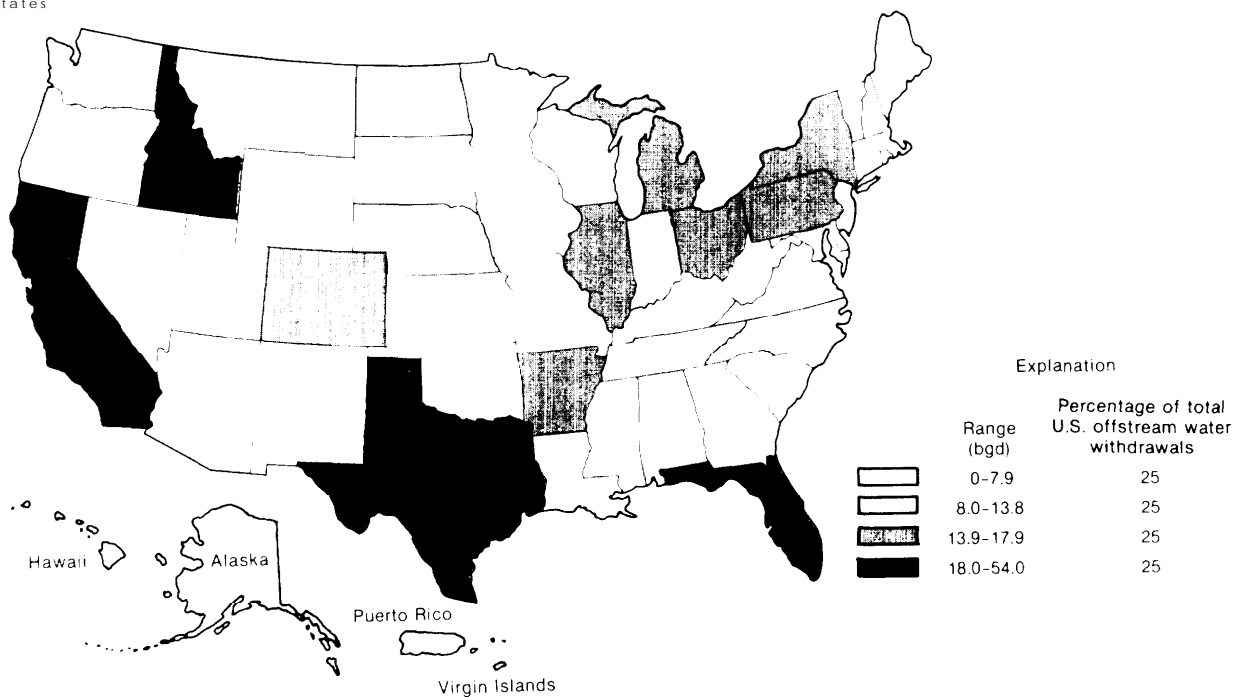 tates
Explanation
Range
(bgd)
Percentage of total
U.S. offstream water
withdrawals
0-7.9 25
8.0-13.8 25
13.9-17.9 25
18.0-54.0 25
Hawaii
Alaska
Puerto Rico
Virgin Islands